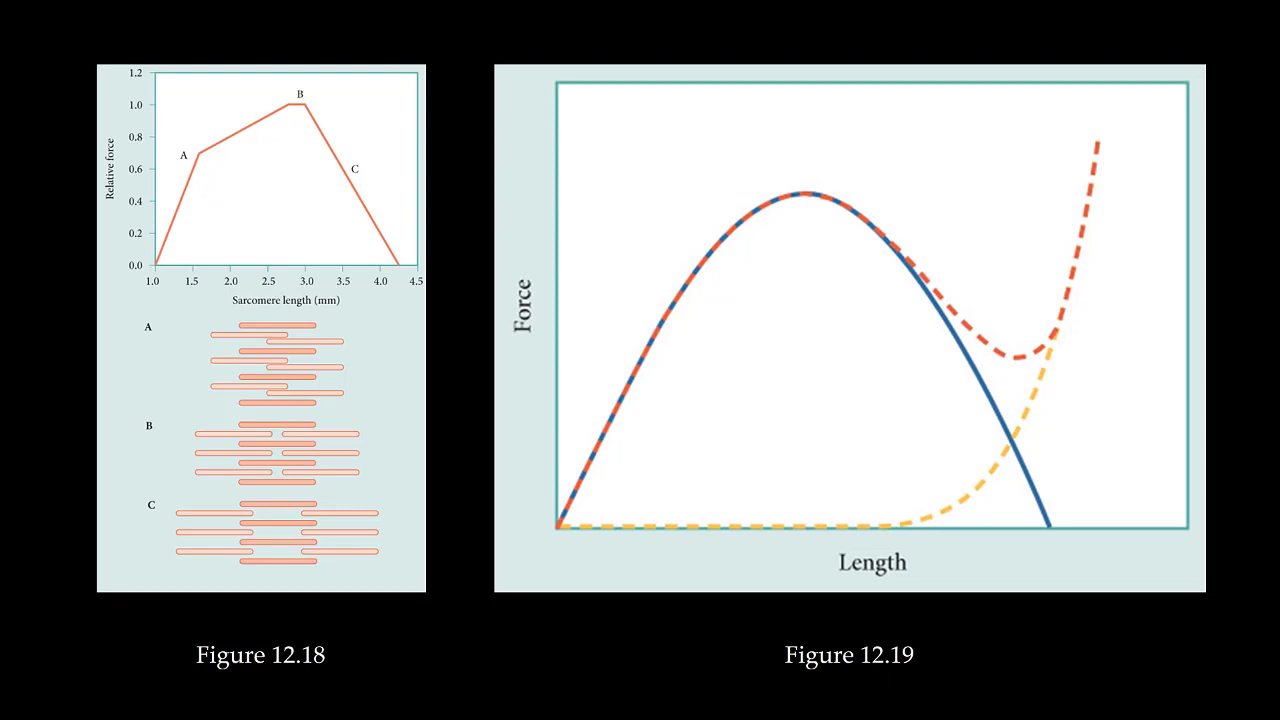 1.2
1.0
0.8
0.6
0.4
0.2
0.0
Relative force
A
B
C
1.0 1.5 2.0 2.5 3.0 3.5 4.0 4.5
Sarcomere length (mm)
A
B
C
Figure 12.18
Force
Length
Figure 12.19